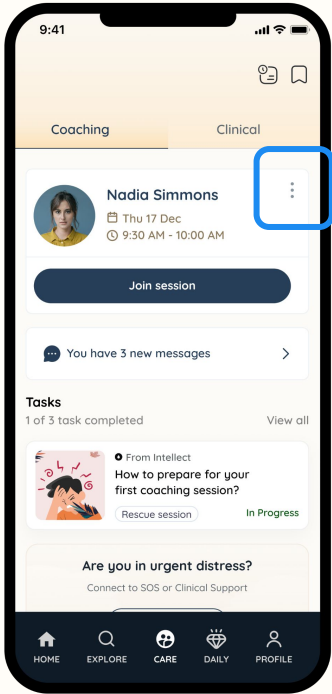 9:41
Coaching
Clinical
Nadia Simmons
Thu 17 Dec
9:30 AM - 10:00 AM
Join session
You have 3 new messages
Tasks
1 of 3 task completed
View all
From Intellect
How to prepare for your
first coaching session?
Rescue session
In Progress
Are you in urgent distress?
Connect to SOS or Clinical Support
HOME
EXPLORE
CARE
DAILY
PROFILE